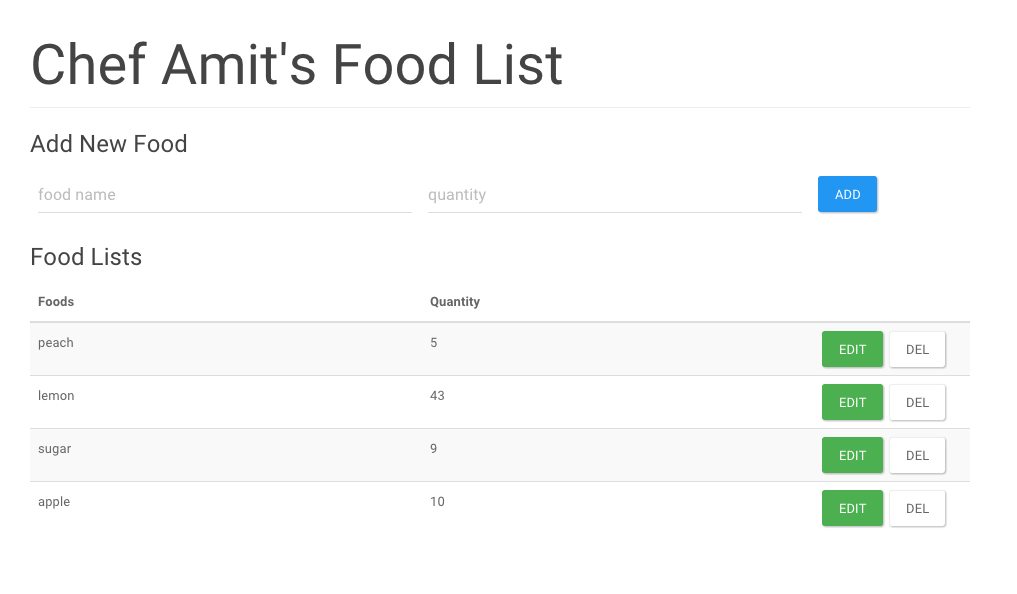 Chef Amit's Food List
Add New Food
food name quantity ADD
Food Lists
Foods Quantity
peach 5 EDIT DEL
lemon 43 EDIT DEL
sugar 9 EDIT DEL
apple 10 EDIT DEL